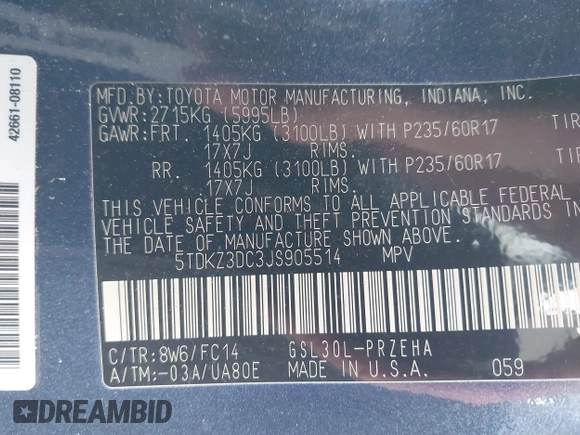 42661-08110
MFD.BY:TOYOTA MOTOR MANUFACTURING, INDIANA, INC.
GVWR:2715KG (5995LB)
GAWR:FRT. 1405KG (3100LB) WITH P235/60R17 TIR
17X7J RIMS.
RR. 1405KG (3100LB) WITH P235/60R17 TI
17X7J RIMS.
THIS VEHICLE CONFORMS TO ALL APPLICABLE FEDERAL
VEHICLE SAFETY AND THEFT PREVENTION STANDARDS IN
THE DATE OF MANUFACTURE SHOWN ABOVE.
5TDKZ3DC3JS905514 MPV
C/TR:8W6/FC14 GSL30L-PRZEHA
A/TM:-03A/UA80E MADE IN U.S.A. 059
DREAMBID